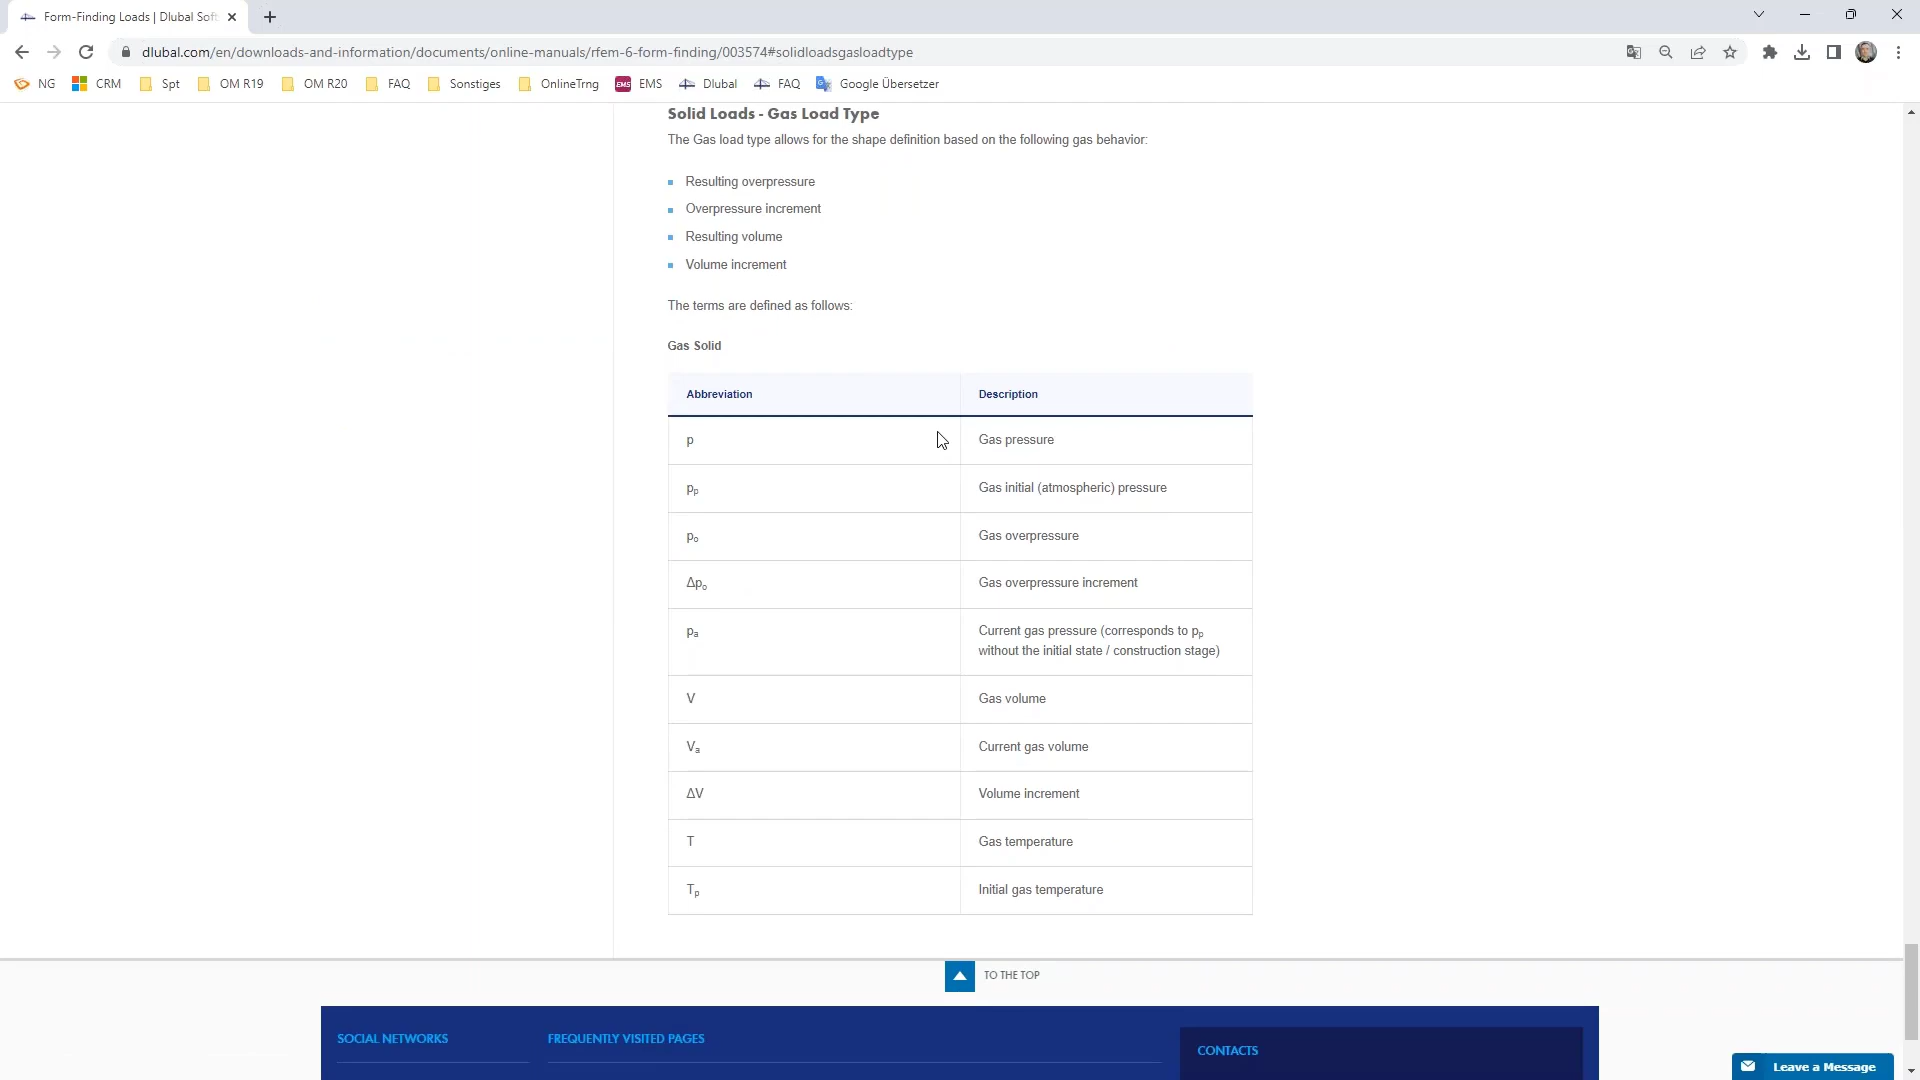 Form-Finding Loads | Dlubal Soft
dlubal.com/en/downloads-and-information/documents/online-manuals/rfem-6-form-finding/003574#solidloadsgasloadtype
NG CRM Spt OM R19 OM R20 FAQ Sonstiges OnlineTrng EMS EMS Dlubal FAQ Google Übersetzer
Solid Loads - Gas Load Type
The Gas load type allows for the shape definition based on the following gas behavior:
Resulting overpressure
Overpressure increment
Resulting volume
Volume increment
The terms are defined as follows:
Gas Solid
Abbreviation Description
p Gas pressure
pp Gas initial (atmospheric) pressure
po Gas overpressure
Δpo Gas overpressure increment
pa Current gas pressure (corresponds to pp
without the initial state / construction stage)
V Gas volume
Va Current gas volume
ΔV Volume increment
T Gas temperature
Tp Initial gas temperature
TO THE TOP
SOCIAL NETWORKS FREQUENTLY VISITED PAGES
CONTACTS
Leave a Message